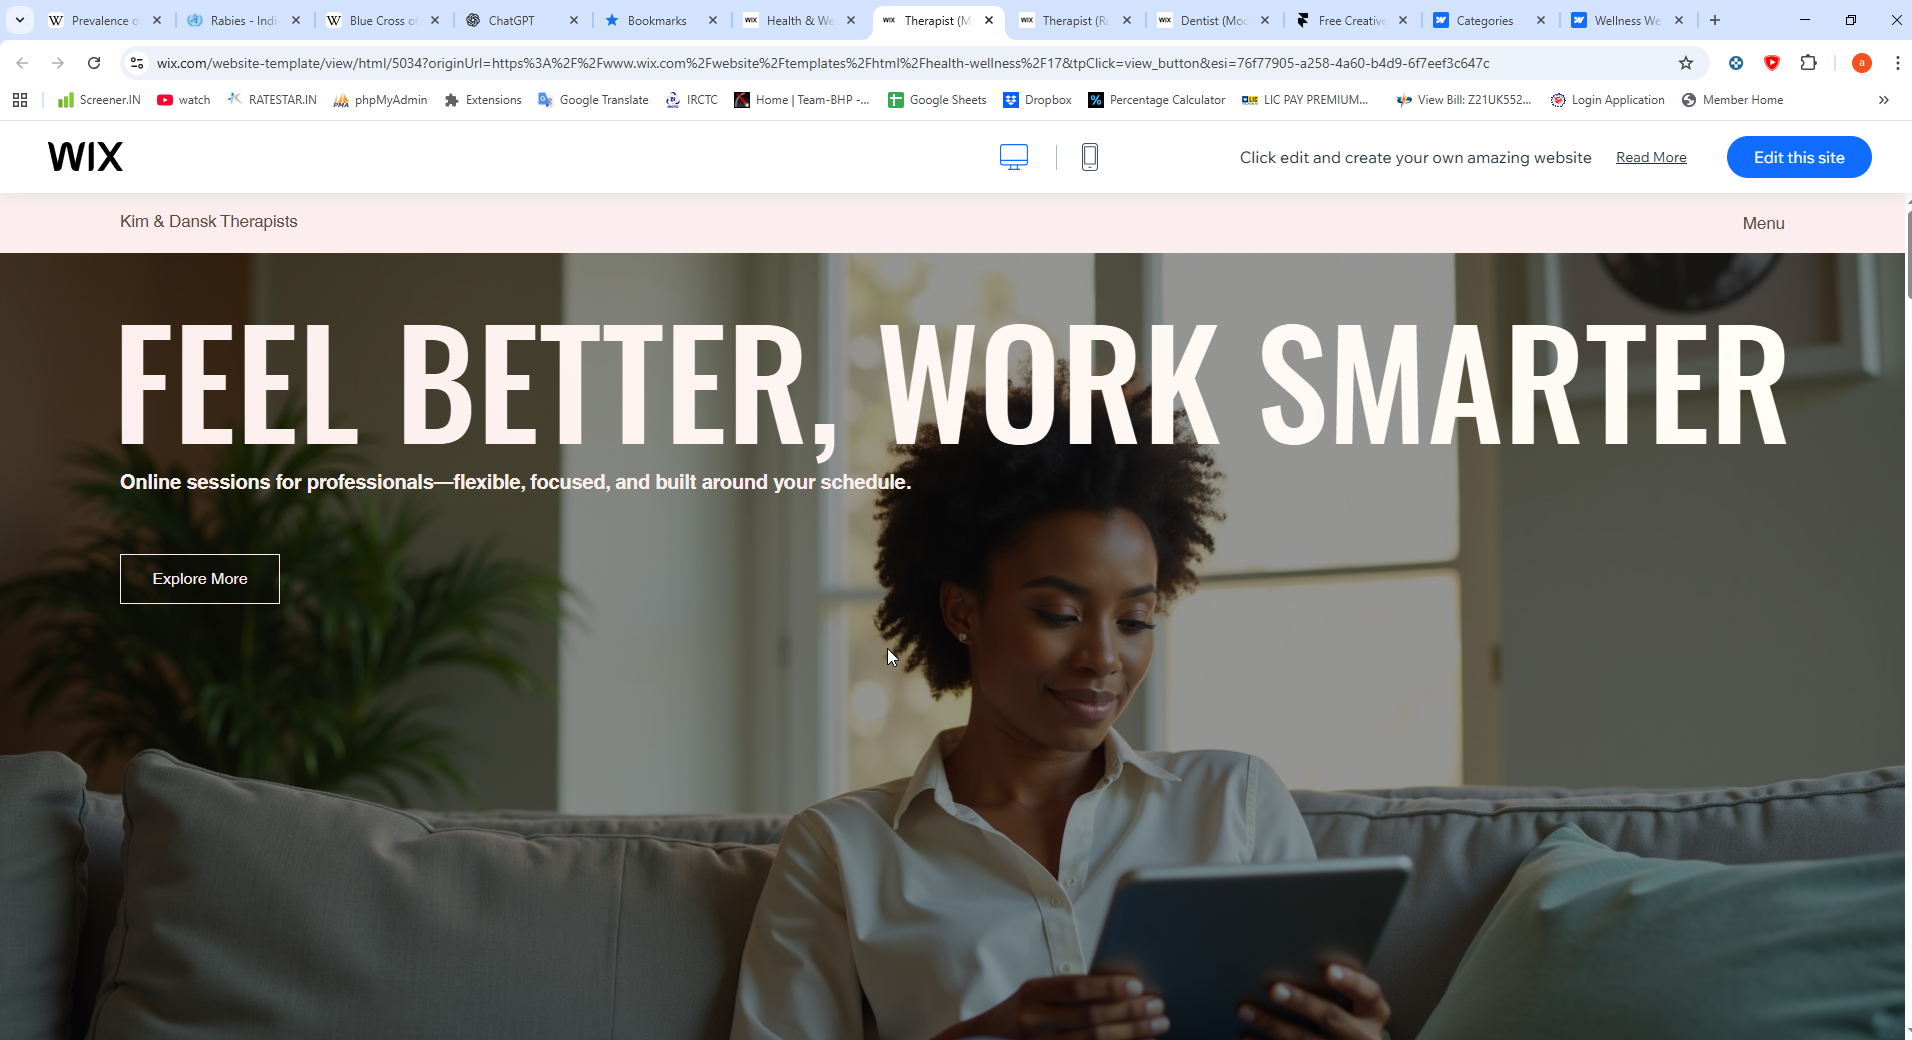 Prevalence o
Rabies - Indi
Blue Cross of
ChatGPT
Bookmarks
Health & We
Therapist (M
Therapist (Ru
Dentist (Mod
Free Creative
Categories
Wellness We
wix.com/website-template/view/html/5034?originUrl=https%3A%2F%2Fwww.wix.com%2Fwebsite%2Ftemplates%2Fhtml%2Fhealth-wellness%2F17&tpClick=view_button&esi=76f77905-a258-4a60-b4d9-6f7eef3c647c
a
Screener.IN
watch
RATESTAR.IN
phpMyAdmin
Extensions
Google Translate
IRCTC
Home | Team-BHP -...
Google Sheets
Dropbox
Percentage Calculator
LIC PAY PREMIUM...
View Bill: Z21UK552...
Login Application
Member Home
WIX
Click edit and create your own amazing website
Read More
Edit this site
Kim & Dansk Therapists
Menu
FEEL BETTER, WORK SMARTER
Online sessions for professionals—flexible, focused, and built around your schedule.
Explore More